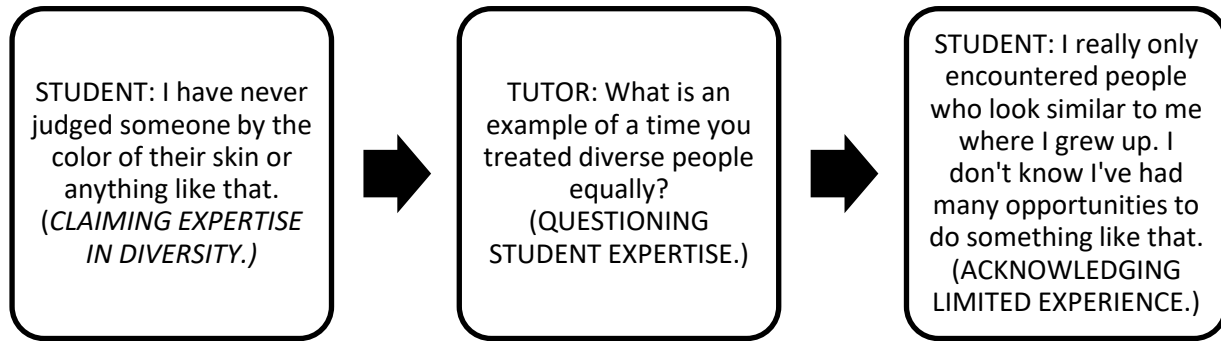 STUDENT: I have never
judged someone by the
color of their skin or
anything like that.
(CLAIMING EXPERTISE
IN DIVERSITY.)
TUTOR: What is an
example of a time you
treated diverse people
equally?
(QUESTIONING
STUDENT EXPERTISE.)
STUDENT: I really only
encountered people
who look similar to me
where I grew up. I
don't know I've had
many opportunities to
do something like that.
(ACKNOWLEDGING
LIMITED EXPERIENCE.)